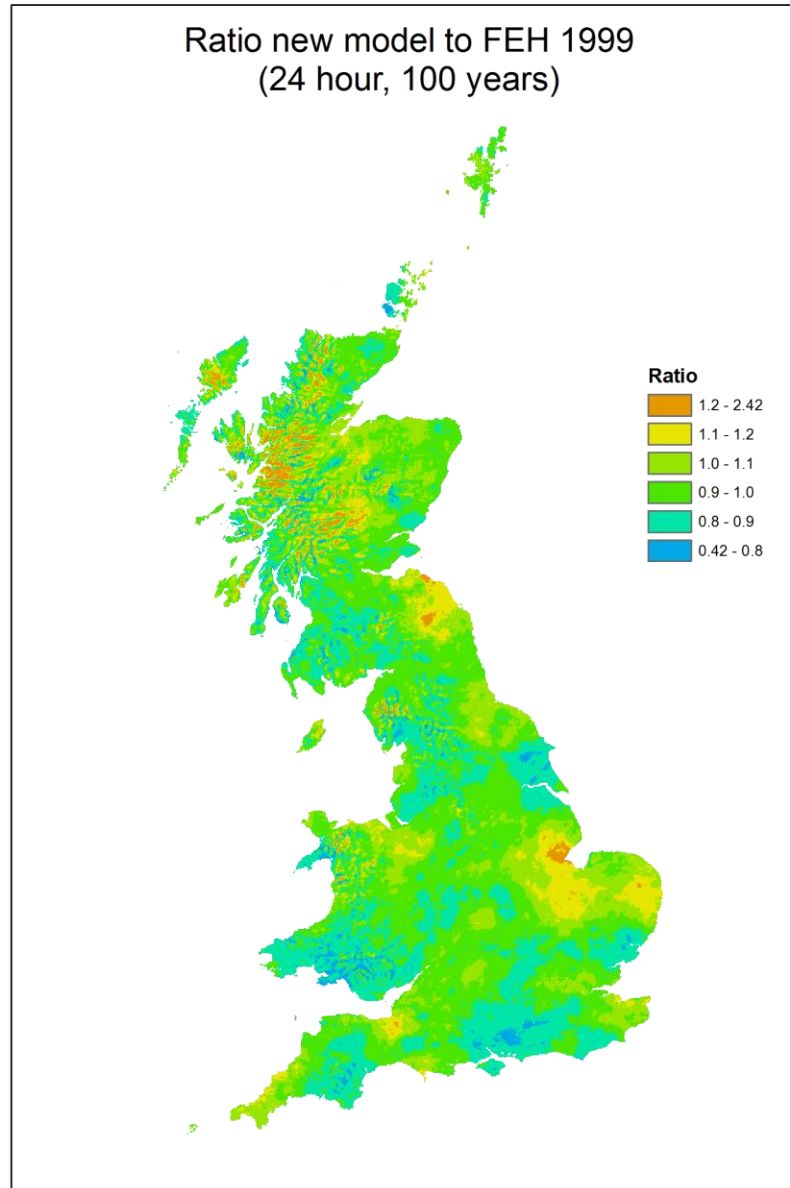 Ratio new model to FEH 1999
(24 hour, 100 years)
Ratio
1.2 - 2.42
1.1 - 1.2
1.0 - 1.1
0.9 - 1.0
0.8 - 0.9
0.42 - 0.8